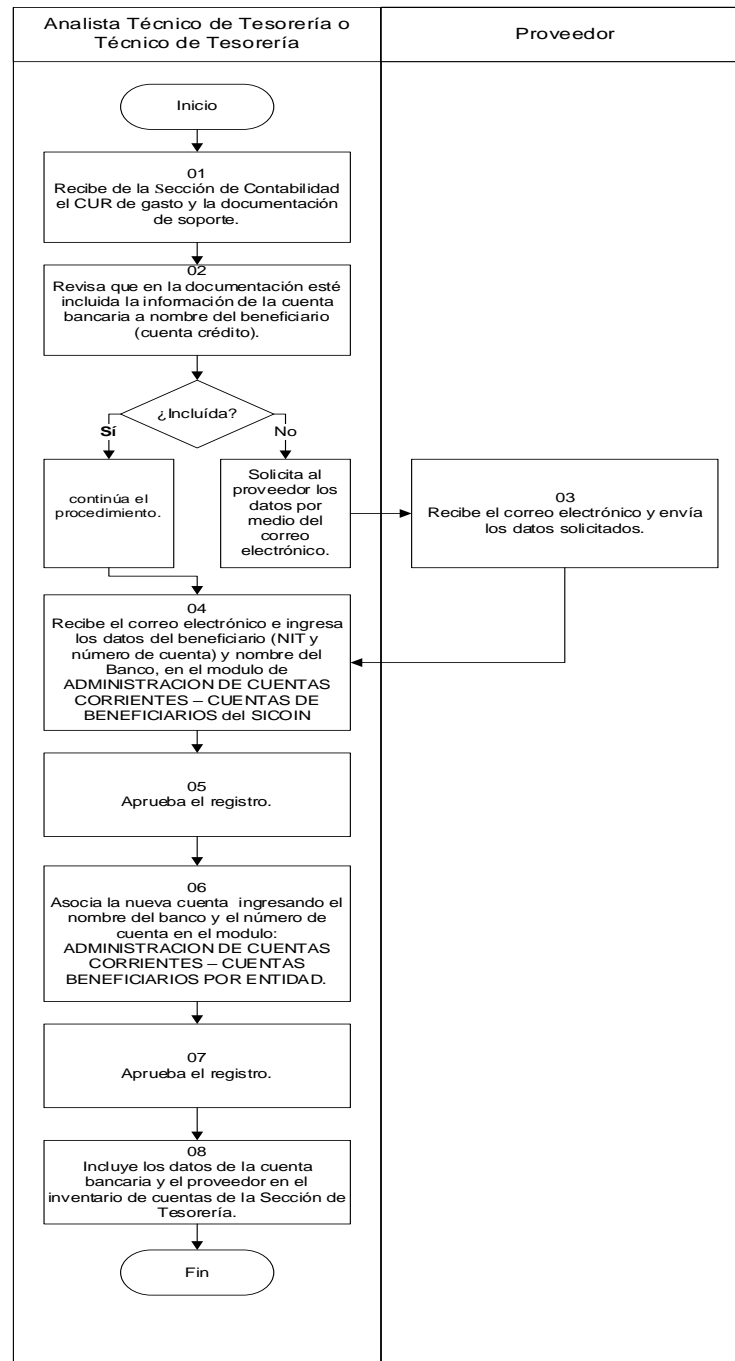 Analista Técnico de Tesorería o
Técnico de Tesorería
Proveedor
Inicio
01
Recibe de la Sección de Contabilidad
el CUR de gasto y la documentación
de soporte.
02
Revisa que en la documentación esté
incluida la información de la cuenta
bancaria a nombre del beneficiario
(cuenta crédito).
¿Incluída?
Sí
No
continúa el
procedimiento.
Solicita al
proveedor los
datos por
medio del
correo
electrónico.
03
Recibe el correo electrónico y envía
los datos solicitados.
04
Recibe el correo electrónico e ingresa
los datos del beneficiario (NIT y
número de cuenta) y nombre del
Banco, en el modulo de
ADMINISTRACION DE CUENTAS
CORRIENTES – CUENTAS DE
BENEFICIARIOS del SICOIN
05
Aprueba el registro.
06
Asocia la nueva cuenta ingresando el
nombre del banco y el número de
cuenta en el modulo:
ADMINISTRACION DE CUENTAS
CORRIENTES – CUENTAS
BENEFICIARIOS POR ENTIDAD.
07
Aprueba el registro.
08
Incluye los datos de la cuenta
bancaria y el proveedor en el
inventario de cuentas de la Sección de
Tesorería.
Fin